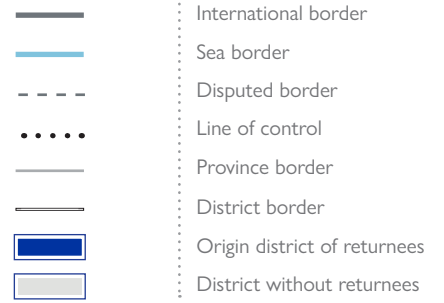 International border
Sea border
Disputed border
Line of control
Province border
District border
Origin district of returnees
District without returnees